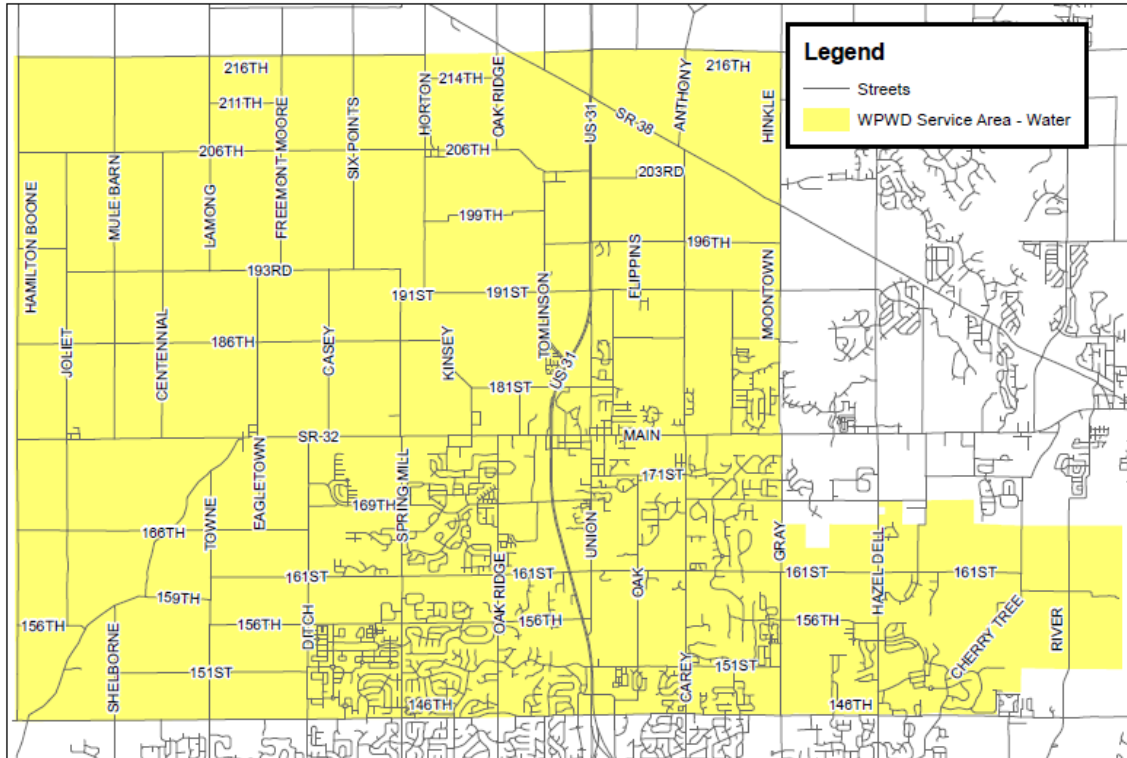 Legend
Streets
WPWD Service Area - Water
216TH
214TH
OAK RIDGE
US-31
ANTHONY
216TH
HINKLE
211TH
FREEMONT-MOORE
SIX-POINTS
HORTON
SR-38
206TH
206TH
203RD
MULE-BARN
LAMONG
199TH
HAMILTON BOONE
FLIPPINS
196TH
193RD
191ST
191ST
MOONTOWN
JOLIET
CENTENNIAL
186TH
CASEY
KINSEY
TOMLINSON
US-31
181ST
EAGLETOWN
SR-32
MAIN
SPRING-MILL
171ST
TOWNE
169TH
166TH
UNION
GRAY
HAZEL-DELL
161ST
OAK-RIDGE
161ST
OAK
161ST
161ST
159TH
156TH
156TH
DITCH
156TH
156TH
CHERRY TREE
RIVER
SHELBORNE
151ST
CAREY
151ST
146TH
146TH